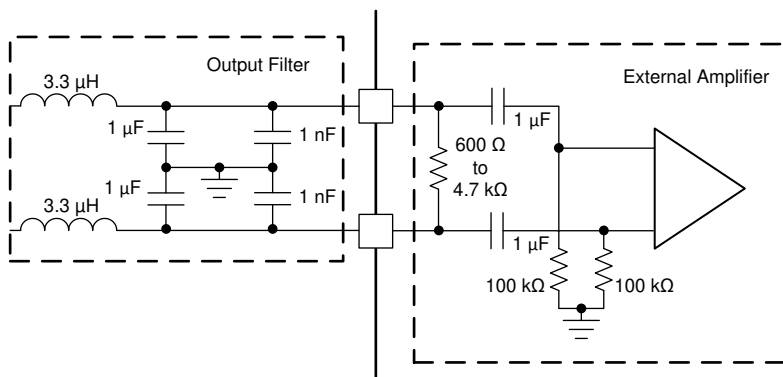 Output Filter
3.3 µH
1 µF
1 nF
1 µF
1 nF
3.3 µH
External Amplifier
1 µF
600 Ω
to
4.7 kΩ
1 µF
100 kΩ
100 kΩ